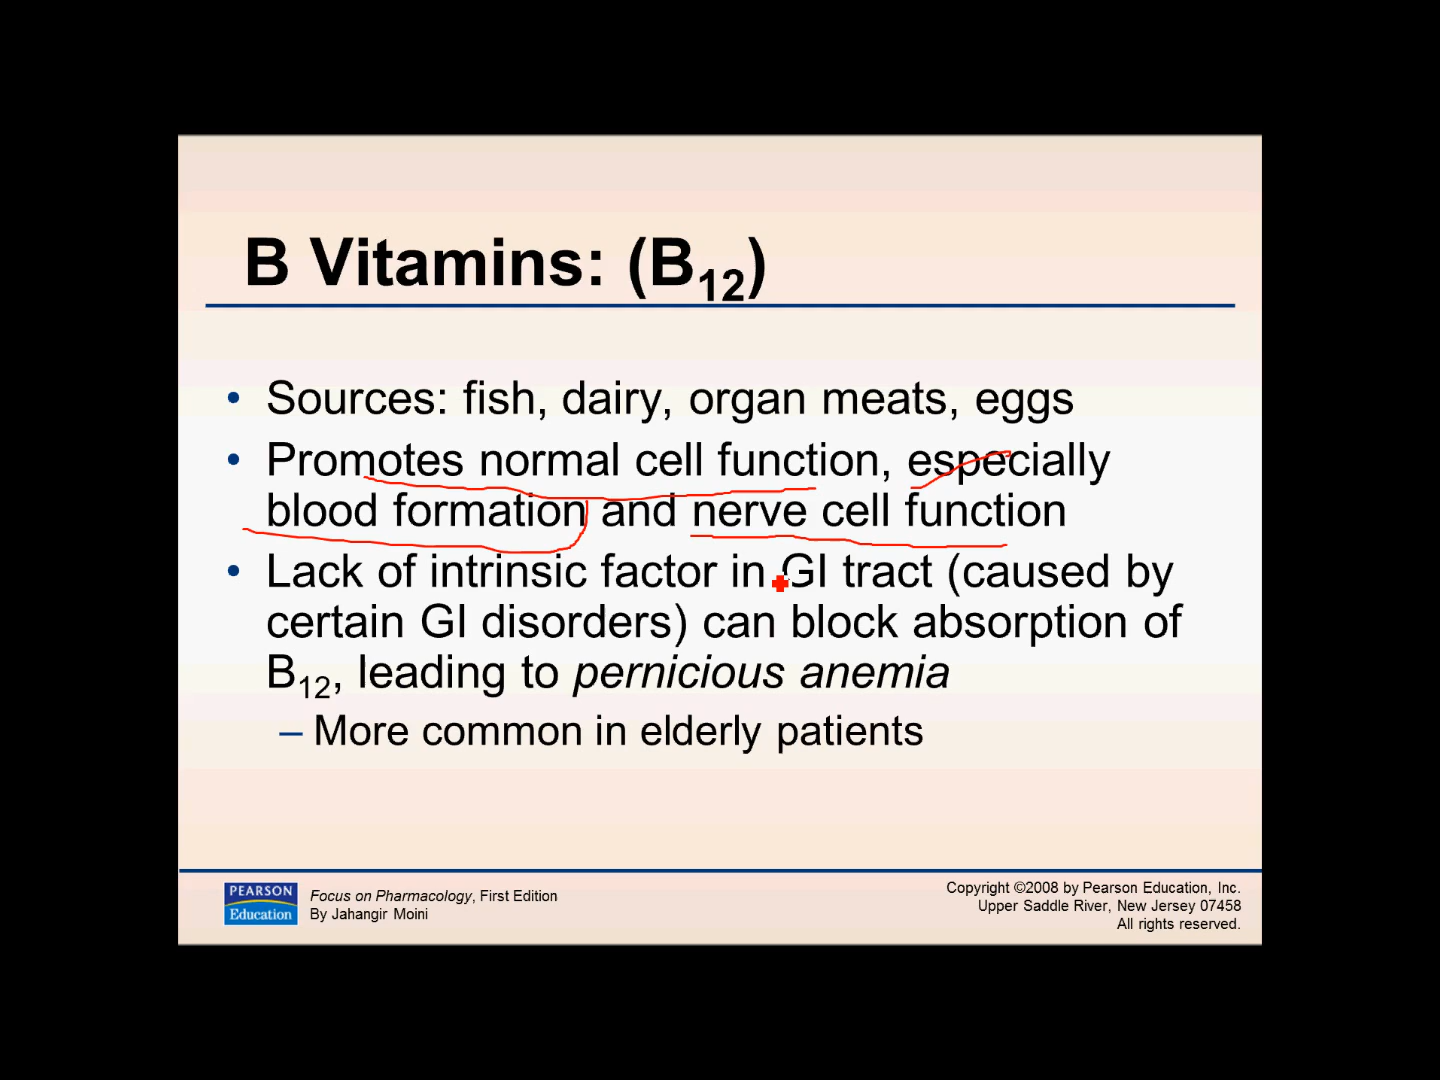 B Vitamins: (B12)
• Sources: fish, dairy, organ meats, eggs
• Promotes normal cell function, especially
blood formation and nerve cell function
• Lack of intrinsic factor in GI tract (caused by
certain GI disorders) can block absorption of
B12, leading to pernicious anemia
– More common in elderly patients
PEARSON
Education
Focus on Pharmacology, First Edition
By Jahangir Moini
Copyright ©2008 by Pearson Education, Inc.
Upper Saddle River, New Jersey 07458
All rights reserved.